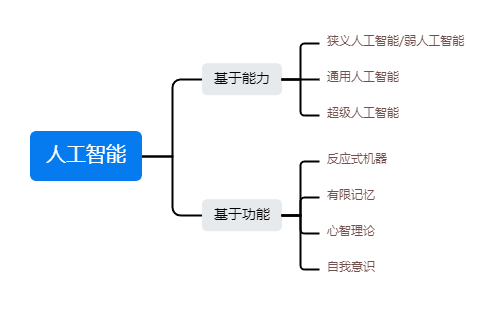 人工智能
基于能力
狭义人工智能/弱人工智能
通用人工智能
超级人工智能
基于功能
反应式机器
有限记忆
心智理论
自我意识